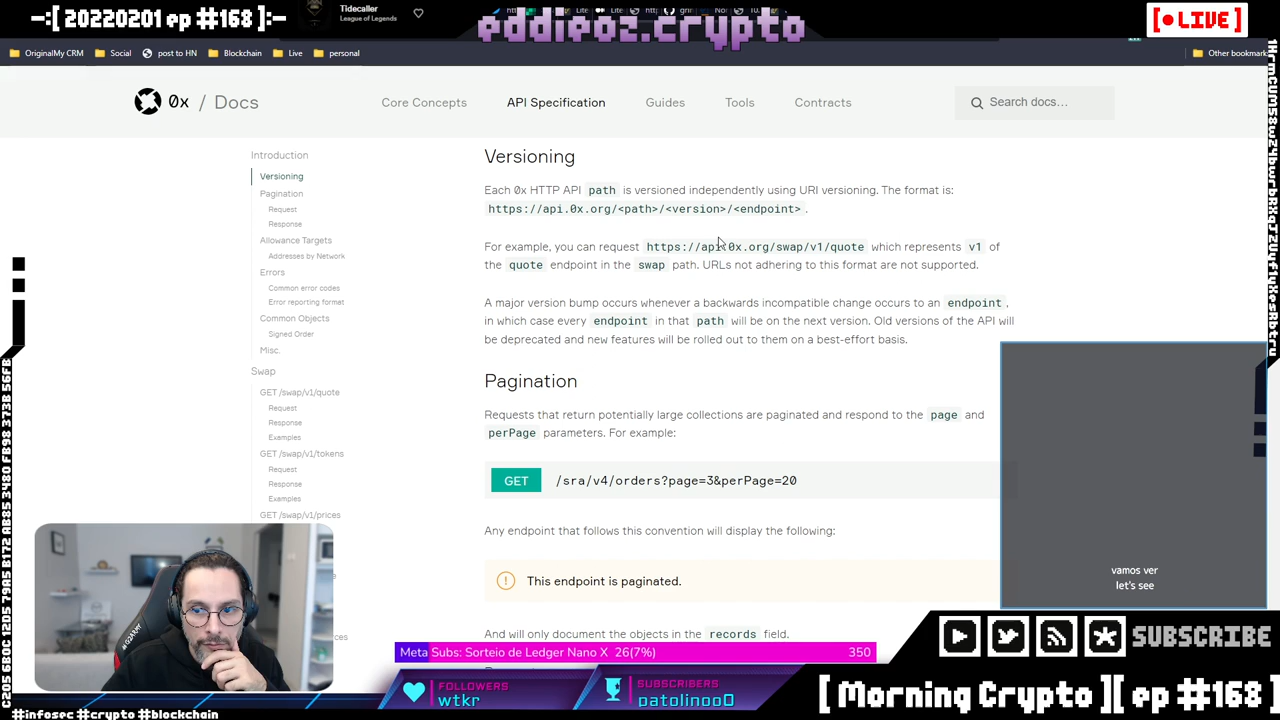 [ 20220201 ep #168 ]
Tidecaller
League of Legends
eddieoz.crypto
LIVE
OriginalMy CRM
Social
post to HN
Blockchain
Live
personal
Other bookmark
0x / Docs
Core Concepts
API Specification
Guides
Tools
Contracts
Search docs...
Introduction
Versioning
Pagination
Request
Response
Allowance Targets
Addresses by Network
Errors
Common error codes
Error reporting format
Common Objects
Signed Order
Misc.
Swap
GET /swap/v1/quote
Request
Response
Examples
GET /swap/v1/tokens
Request
Response
Examples
GET /swap/v1/prices
Versioning
Each 0x HTTP API path is versioned independently using URI versioning. The format is:
https://api.0x.org/<path>/<version>/<endpoint> .
For example, you can request https://api.0x.org/swap/v1/quote which represents v1 of
the quote endpoint in the swap path. URLs not adhering to this format are not supported.
A major version bump occurs whenever a backwards incompatible change occurs to an endpoint,
in which case every endpoint in that path will be on the next version. Old versions of the API will
be deprecated and new features will be rolled out to them on a best-effort basis.
Pagination
Requests that return potentially large collections are paginated and respond to the page and
perPage parameters. For example:
GET /sra/v4/orders?page=3&perPage=20
Any endpoint that follows this convention will display the following:
This endpoint is paginated.
And will only document the objects in the records field.
vamos ver
let's see
SUBSCRIBE
Meta Subs: Sorteio de Ledger Nano X 26(7%)
350
FOLLOWERS
wtkr
SUBSCRIBERS
patolinoo0
[ Morning Crypto ][ ep #168 ]
#infosec #crypto #blockchain